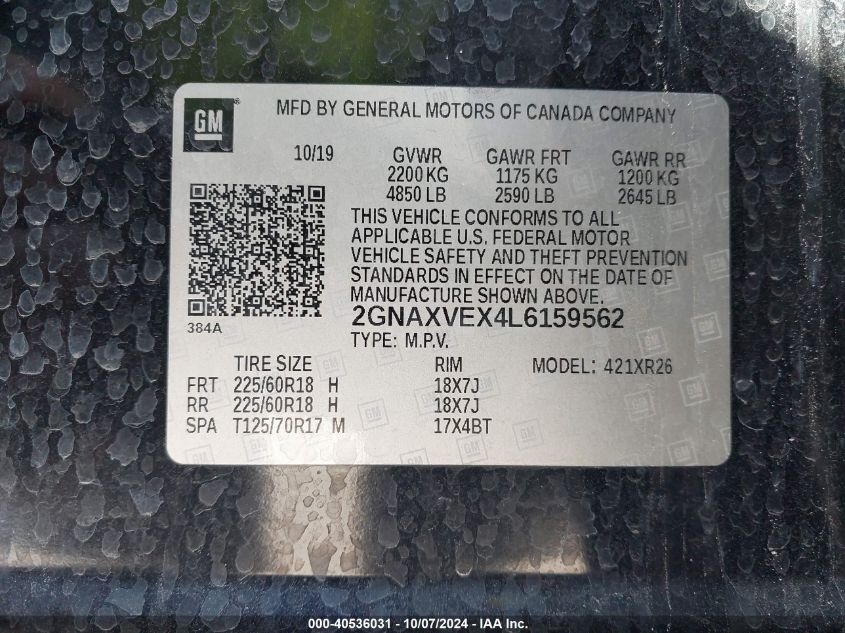 GM
MFD BY GENERAL MOTORS OF CANADA COMPANY
10/19 GVWR GAWR FRT GAWR RR
2200 KG 1175 KG 1200 KG
4850 LB 2590 LB 2645 LB
THIS VEHICLE CONFORMS TO ALL
APPLICABLE U.S. FEDERAL MOTOR
VEHICLE SAFETY AND THEFT PREVENTION
STANDARDS IN EFFECT ON THE DATE OF
MANUFACTURE SHOWN ABOVE.
384A
2GNAXVEX4L6159562
TYPE: M.P.V.
TIRE SIZE RIM MODEL: 421XR26
FRT 225/60R18 H 18X7J
RR 225/60R18 H 18X7J
SPA T125/70R17 M 17X4BT
000-40536031 - 10/07/2024 - IAA Inc.